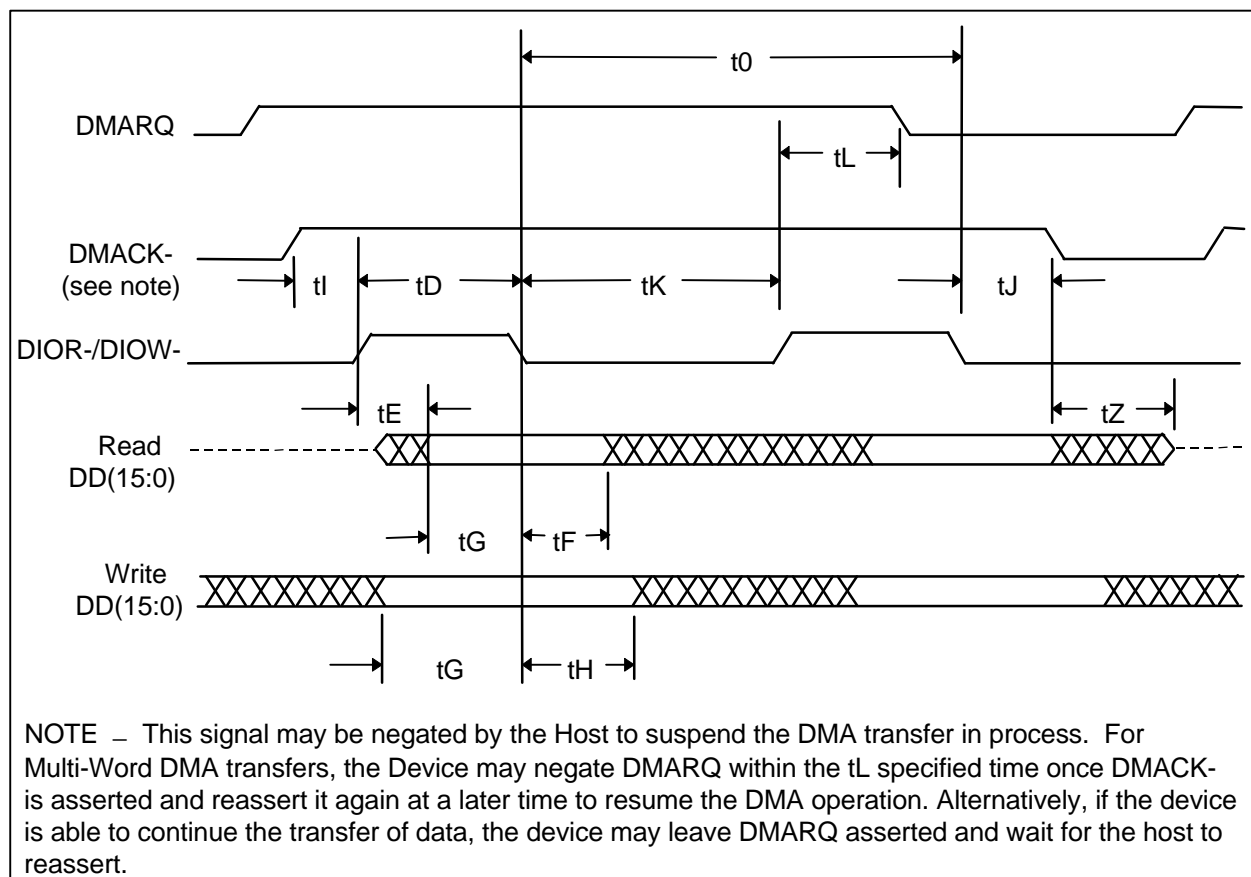 t0
DMARQ
tL
DMACK-
(see note)
tI
tD
tK
tJ
DIOR-/DIOW-
tE
tZ
Read
DD(15:0)
tG
tF
Write
DD(15:0)
tG
tH
NOTE – This signal may be negated by the Host to suspend the DMA transfer in process. For
Multi-Word DMA transfers, the Device may negate DMARQ within the tL specified time once DMACK-
is asserted and reassert it again at a later time to resume the DMA operation. Alternatively, if the device
is able to continue the transfer of data, the device may leave DMARQ asserted and wait for the host to
reassert.